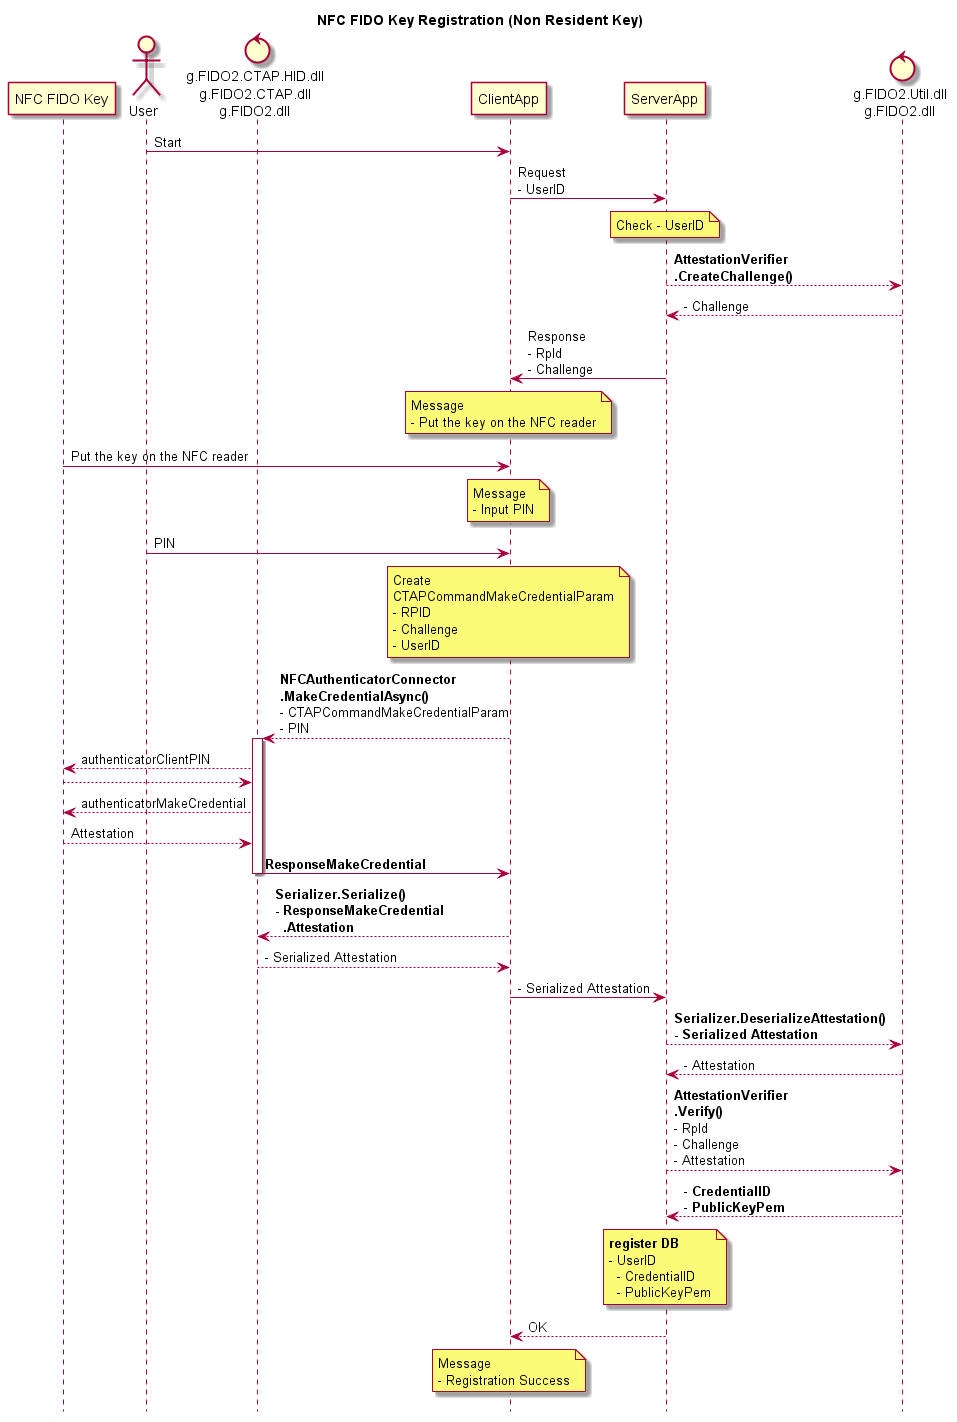 NFC FIDO Key Registration (Non Resident Key)
NFC FIDO Key
User
g.FIDO2.CTAP.HID.dll
g.FIDO2.CTAP.dll
g.FIDO2.dll
ClientApp
ServerApp
g.FIDO2.Util.dll
g.FIDO2.dll
Start
Request
- UserID
Check - UserID
AttestationVerifier
.CreateChallenge()
- Challenge
Response
- RpId
- Challenge
Message
- Put the key on the NFC reader
Put the key on the NFC reader
Message
- Input PIN
PIN
Create
CTAPCommandMakeCredentialParam
- RPID
- Challenge
- UserID
NFCAuthenticatorConnector
.MakeCredentialAsync()
- CTAPCommandMakeCredentialParam
- PIN
authenticatorClientPIN
authenticatorMakeCredential
Attestation
ResponseMakeCredential
Serializer.Serialize()
- ResponseMakeCredential
.Attestation
- Serialized Attestation
- Serialized Attestation
Serializer.DeserializeAttestation()
- Serialized Attestation
- Attestation
AttestationVerifier
.Verify()
- RpId
- Challenge
- Attestation
- CredentialID
- PublicKeyPem
register DB
- UserID
- CredentialID
- PublicKeyPem
OK
Message
- Registration Success